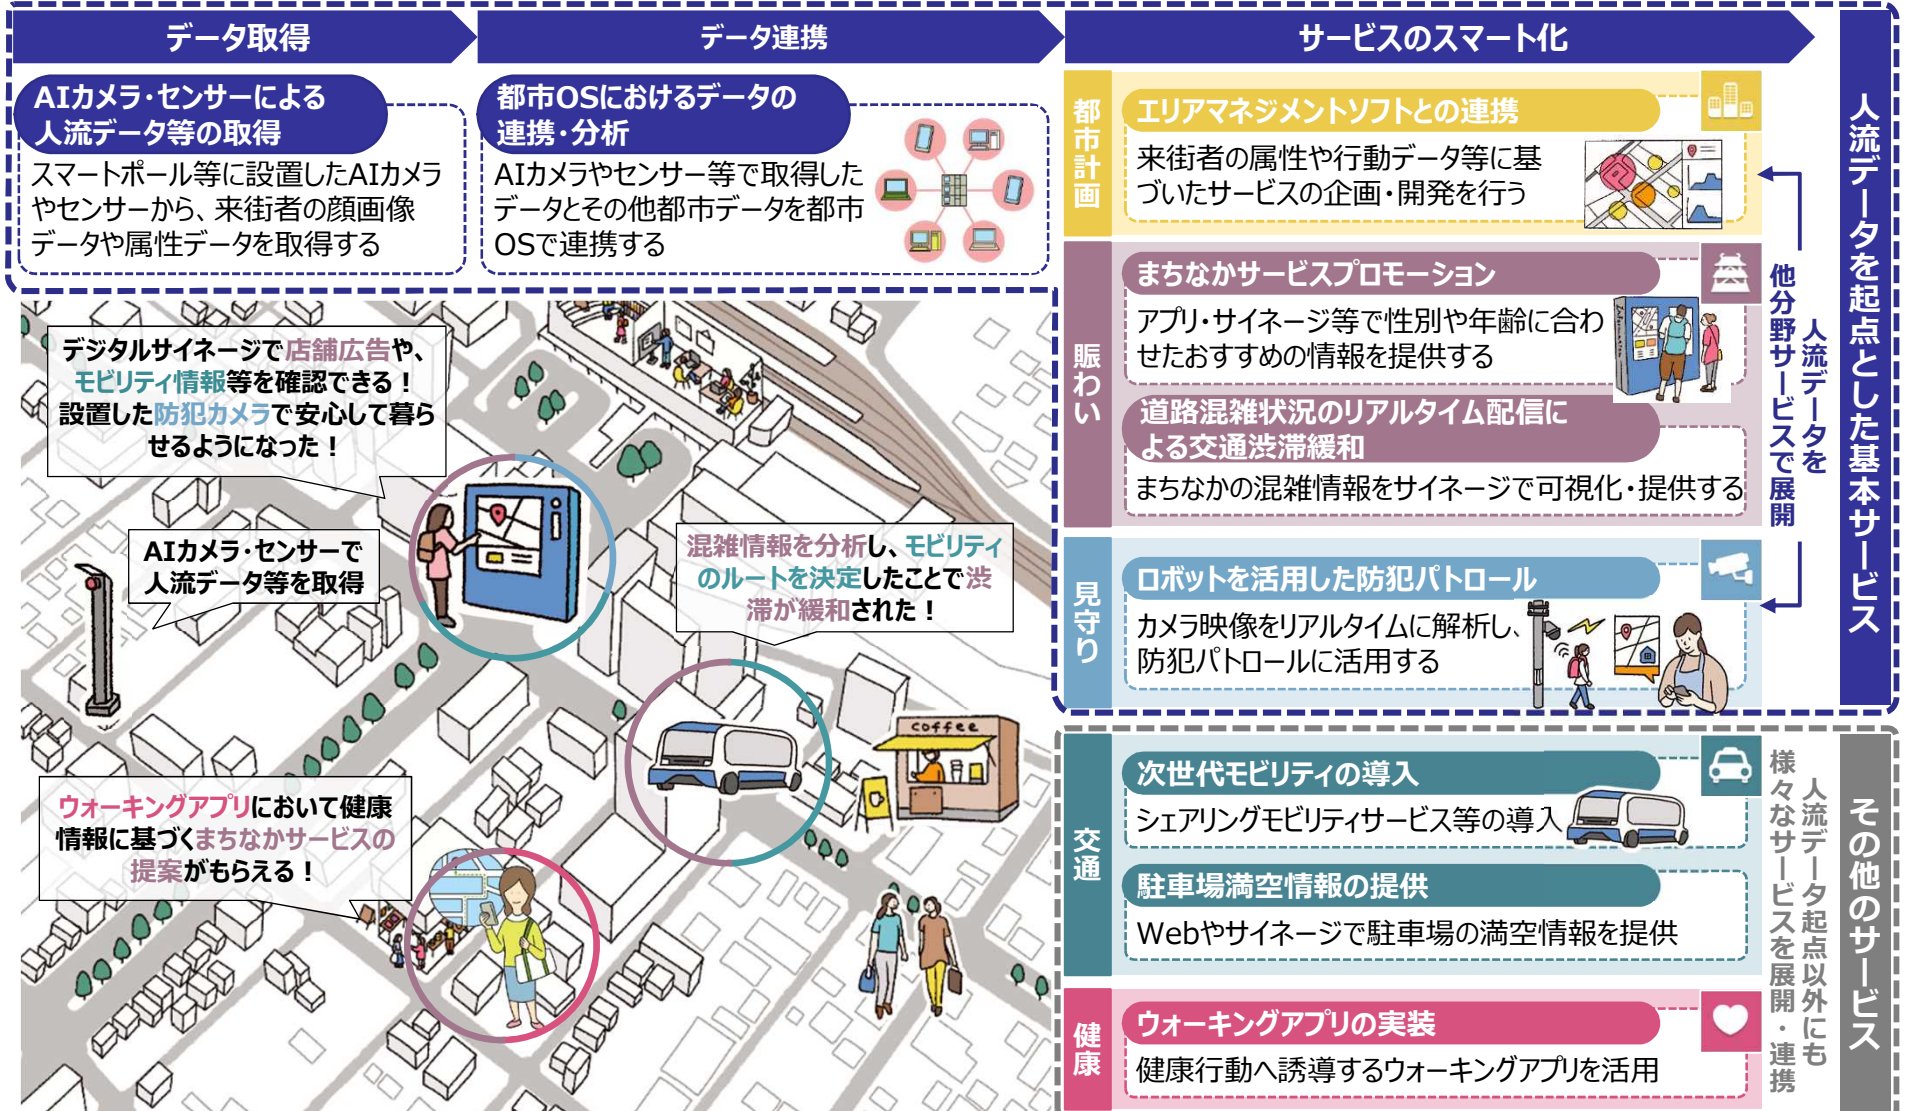 データ取得
データ連携
サービスのスマート化
AIカメラ・センサーによる
人流データ等の取得
スマートポール等に設置したAIカメラ
やセンサーから、来街者の顔画像
データや属性データを取得する
都市OSにおけるデータの
連携・分析
AIカメラやセンサー等で取得した
データとその他都市データを都市
OSで連携する
都市計画
エリアマネジメントソフトとの連携
来街者の属性や行動データ等に基
づいたサービスの企画・開発を行う
賑わい
まちなかサービスプロモーション
アプリ・サイネージ等で性別や年齢に合わ
せたおすすめの情報を提供する
道路混雑状況のリアルタイム配信に
よる交通渋滞緩和
まちなかの混雑情報をサイネージで可視化・提供する
見守り
ロボットを活用した防犯パトロール
カメラ映像をリアルタイムに解析し、
防犯パトロールに活用する
人流データを
他分野サービスで展開
人流データを起点とした基本サービス
交通
次世代モビリティの導入
シェアリングモビリティサービス等の導入
駐車場満空情報の提供
Webやサイネージで駐車場の満空情報を提供
健康
ウォーキングアプリの実装
健康行動へ誘導するウォーキングアプリを活用
人流データ起点以外にも
様々なサービスを展開・連携
その他のサービス
デジタルサイネージで店舗広告や、
モビリティ情報等を確認できる！
設置した防犯カメラで安心して暮ら
せるようになった！
AIカメラ・センサーで
人流データ等を取得
混雑情報を分析し、モビリティ
のルートを決定したことで渋
滞が緩和された！
coffee
ウォーキングアプリにおいて健康
情報に基づくまちなかサービスの
提案がもらえる！